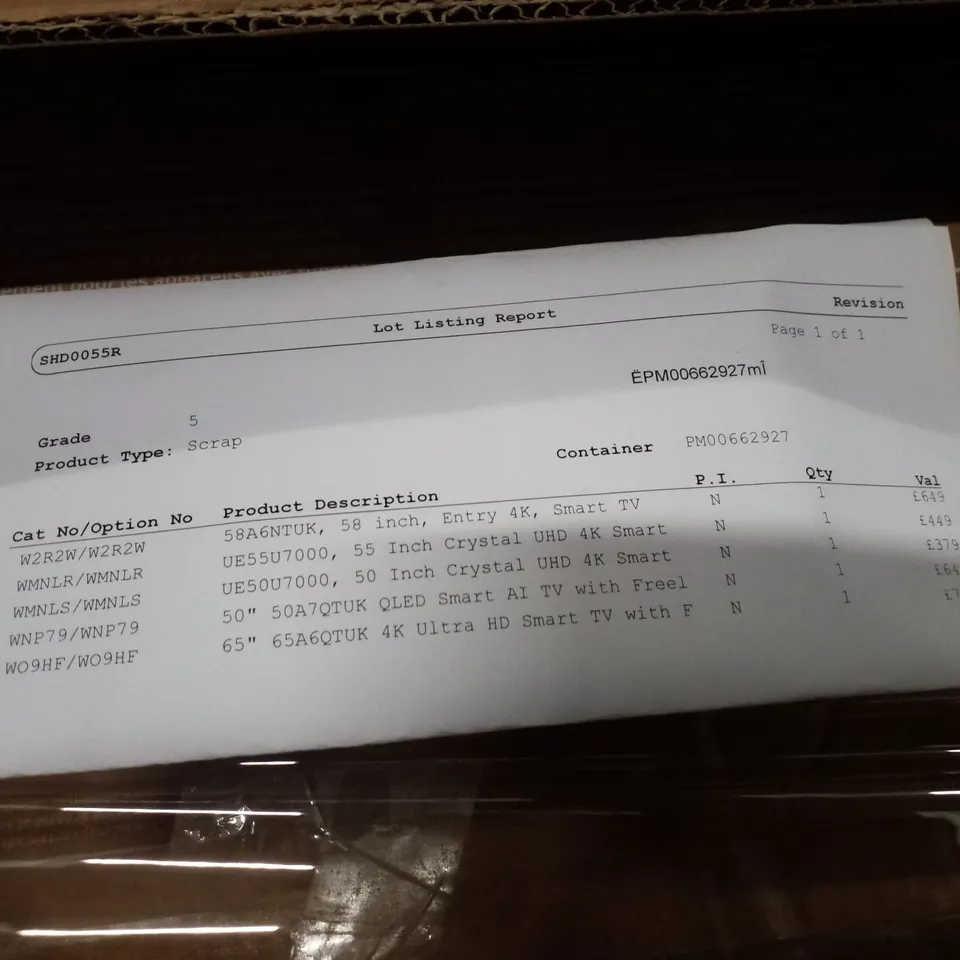 Lot Listing Report
Revision
SHD0055R
Page 1 of 1
ËPM00662927mÎ
Grade 5
Product Type: Scrap
Container PM00662927
Cat No/Option No Product Description P.I. Qty Val
W2R2W/W2R2W 58A6NTUK, 58 inch, Entry 4K, Smart TV N 1 £649
WMNLR/WMNLR UE55U7000, 55 Inch Crystal UHD 4K Smart N 1 £449
WMNLS/WMNLS UE50U7000, 50 Inch Crystal UHD 4K Smart N 1 £379
WNP79/WNP79 50" 50A7QTUK QLED Smart AI TV with Freel N 1 £64
WO9HF/WO9HF 65" 65A6QTUK 4K Ultra HD Smart TV with F N 1 £7